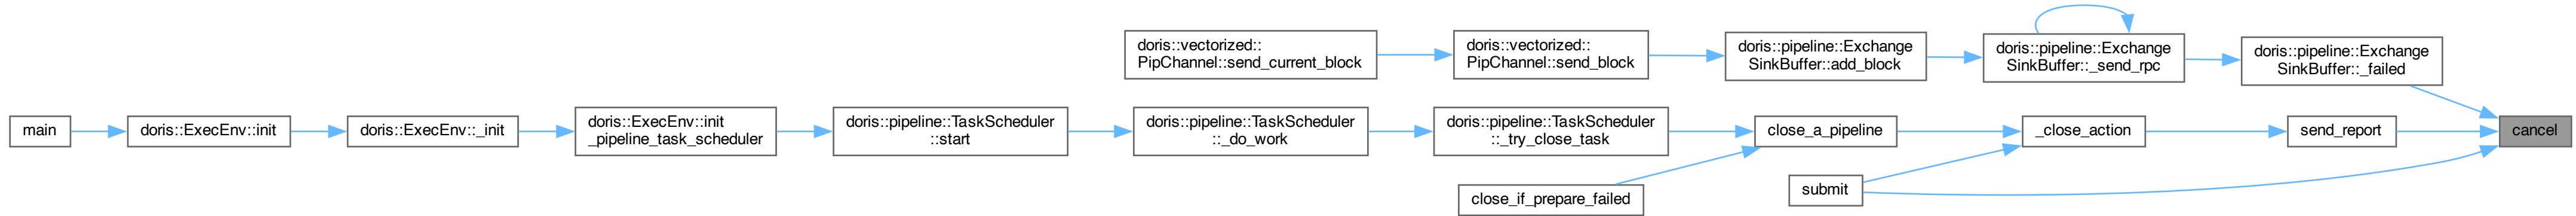 doris::vectorized::
PipChannel::send_current_block
doris::vectorized::
PipChannel::send_block
doris::pipeline::Exchange
SinkBuffer::add_block
doris::pipeline::Exchange
SinkBuffer::_send_rpc
doris::pipeline::Exchange
SinkBuffer::_failed
main
doris::ExecEnv::init
doris::ExecEnv::_init
doris::ExecEnv::init
_pipeline_task_scheduler
doris::pipeline::TaskScheduler
::start
doris::pipeline::TaskScheduler
::_do_work
doris::pipeline::TaskScheduler
::_try_close_task
close_a_pipeline
_close_action
send_report
cancel
close_if_prepare_failed
submit